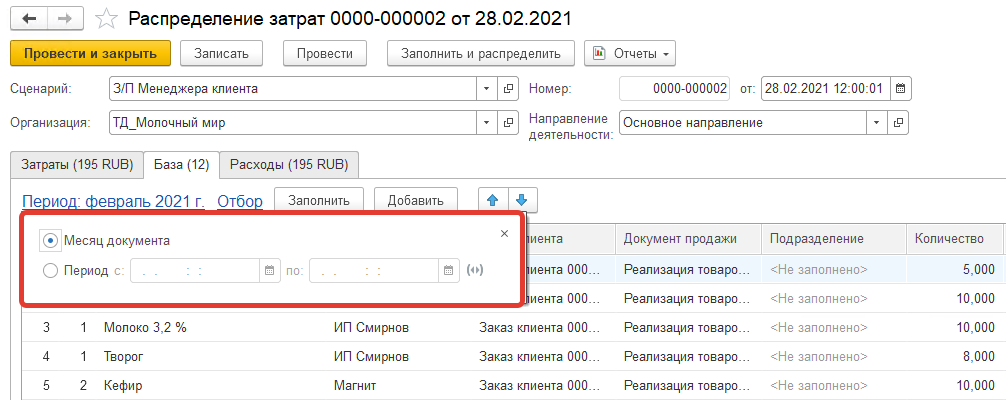 Распределение затрат 0000-000002 от 28.02.2021
Провести и закрыть Записать Провести Заполнить и распределить Отчеты
Сценарий: З/П Менеджера клиента Номер: 0000-000002 от: 28.02.2021 12:00:01
Организация: ТД_Молочный мир Направление деятельности: Основное направление
Затраты (195 RUB) База (12) Расходы (195 RUB)
Период: февраль 2021 г. Отбор Заполнить Добавить
Месяц документа ×
Период с: . . : : по: . . : :
лиента Документ продажи Подразделение Количество
клиента 000... Реализация товаро... <Не заполнено> 5,000
клиента 000... Реализация товаро... <Не заполнено> 10,000
3 1 Молоко 3,2 % ИП Смирнов Заказ клиента 000... Реализация товаро... <Не заполнено> 10,000
4 1 Творог ИП Смирнов Заказ клиента 000... Реализация товаро... <Не заполнено> 8,000
5 2 Кефир Магнит Заказ клиента 000... Реализация товаро... <Не заполнено> 10,000